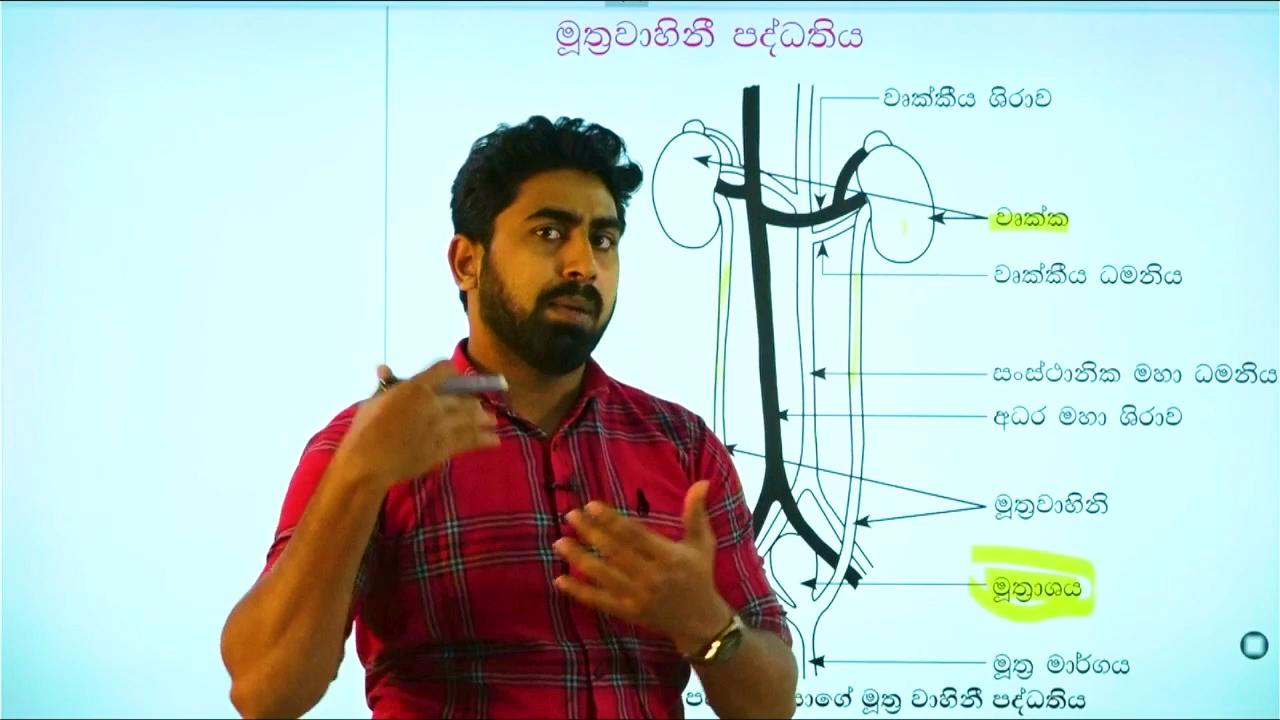 මූත්‍රවාහිනී පද්ධතිය
වෘක්කීය ශිරාව
වෘක්ක
වෘක්කීය ධමනිය
සංස්ථානික මහා ධමනිය
අධර මහා ශිරාව
මූත්‍රවාහිනි
මූත්‍රාශය
මූත්‍ර මාර්ගය
මූත්‍ර වාහිනී පද්ධතිය